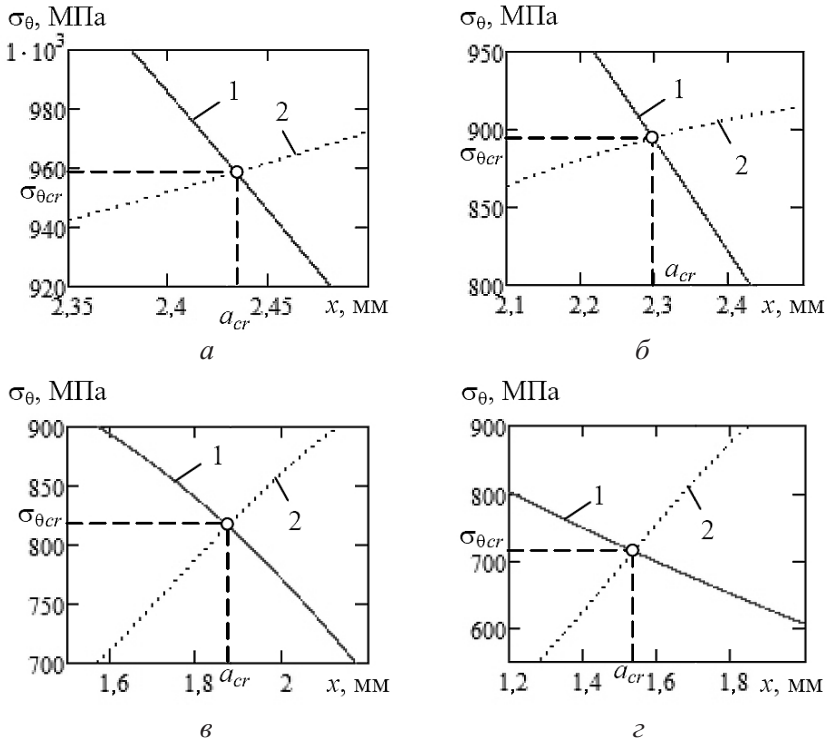 σθ, МПа
1·10³
980
960
σθcr
940
920
2,35
2,4
acr
2,45
x, мм
1
2
а
σθ, МПа
950
900
σθcr
850
800
2,1
2,2
2,3
acr
2,4
x, мм
1
2
б
σθ, МПа
900
850
σθcr
800
750
700
1,6
1,8
acr
2
x, мм
1
2
в
σθ, МПа
900
800
σθcr
700
600
1,2
1,4
acr
1,6
1,8
x, мм
1
2
г